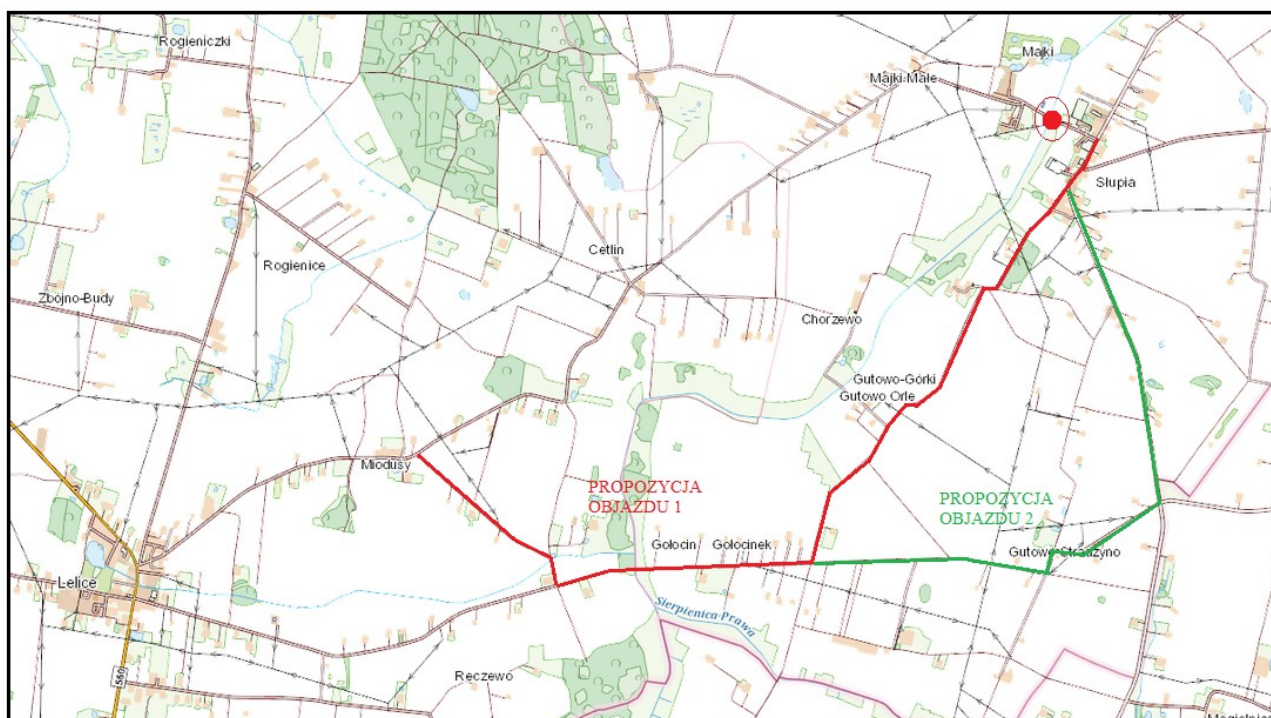 Rogieniczki
Majki
Majki Małe
Słupia
Rogienice
Cetlin
Zbójno-Budy
Chorzewo
Gutowo-Górki
Gutowo Orle
Miodusy
PROPOZYCJA
OBJAZDU 1
PROPOZYCJA
OBJAZDU 2
Gołocin
Gołocinek
Gutowo-Stradzyno
Lelice
Sierpienica Prawa
Reczewo
560